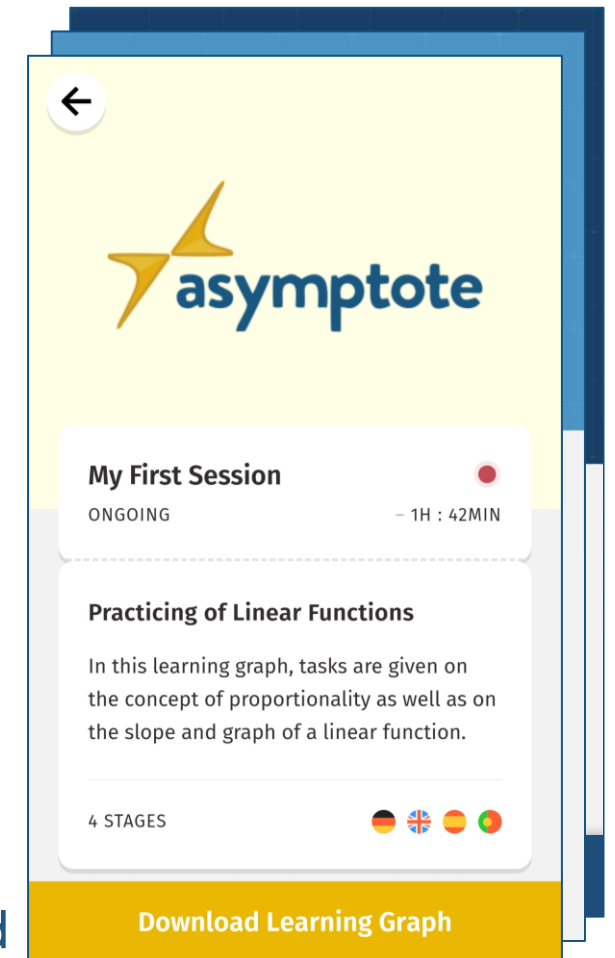 asymptote
My First Session
ONGOING – 1H : 42MIN
Practicing of Linear Functions
In this learning graph, tasks are given on
the concept of proportionality as well as on
the slope and graph of a linear function.
4 STAGES
Download Learning Graph